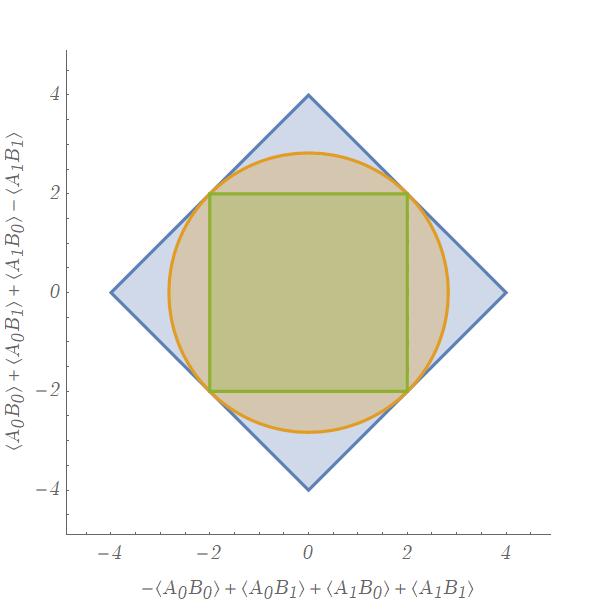 4
2
0
−2
−4
⟨A₀B₀⟩ + ⟨A₀B₁⟩ + ⟨A₁B₀⟩ − ⟨A₁B₁⟩
−4 −2 0 2 4
−⟨A₀B₀⟩ + ⟨A₀B₁⟩ + ⟨A₁B₀⟩ + ⟨A₁B₁⟩